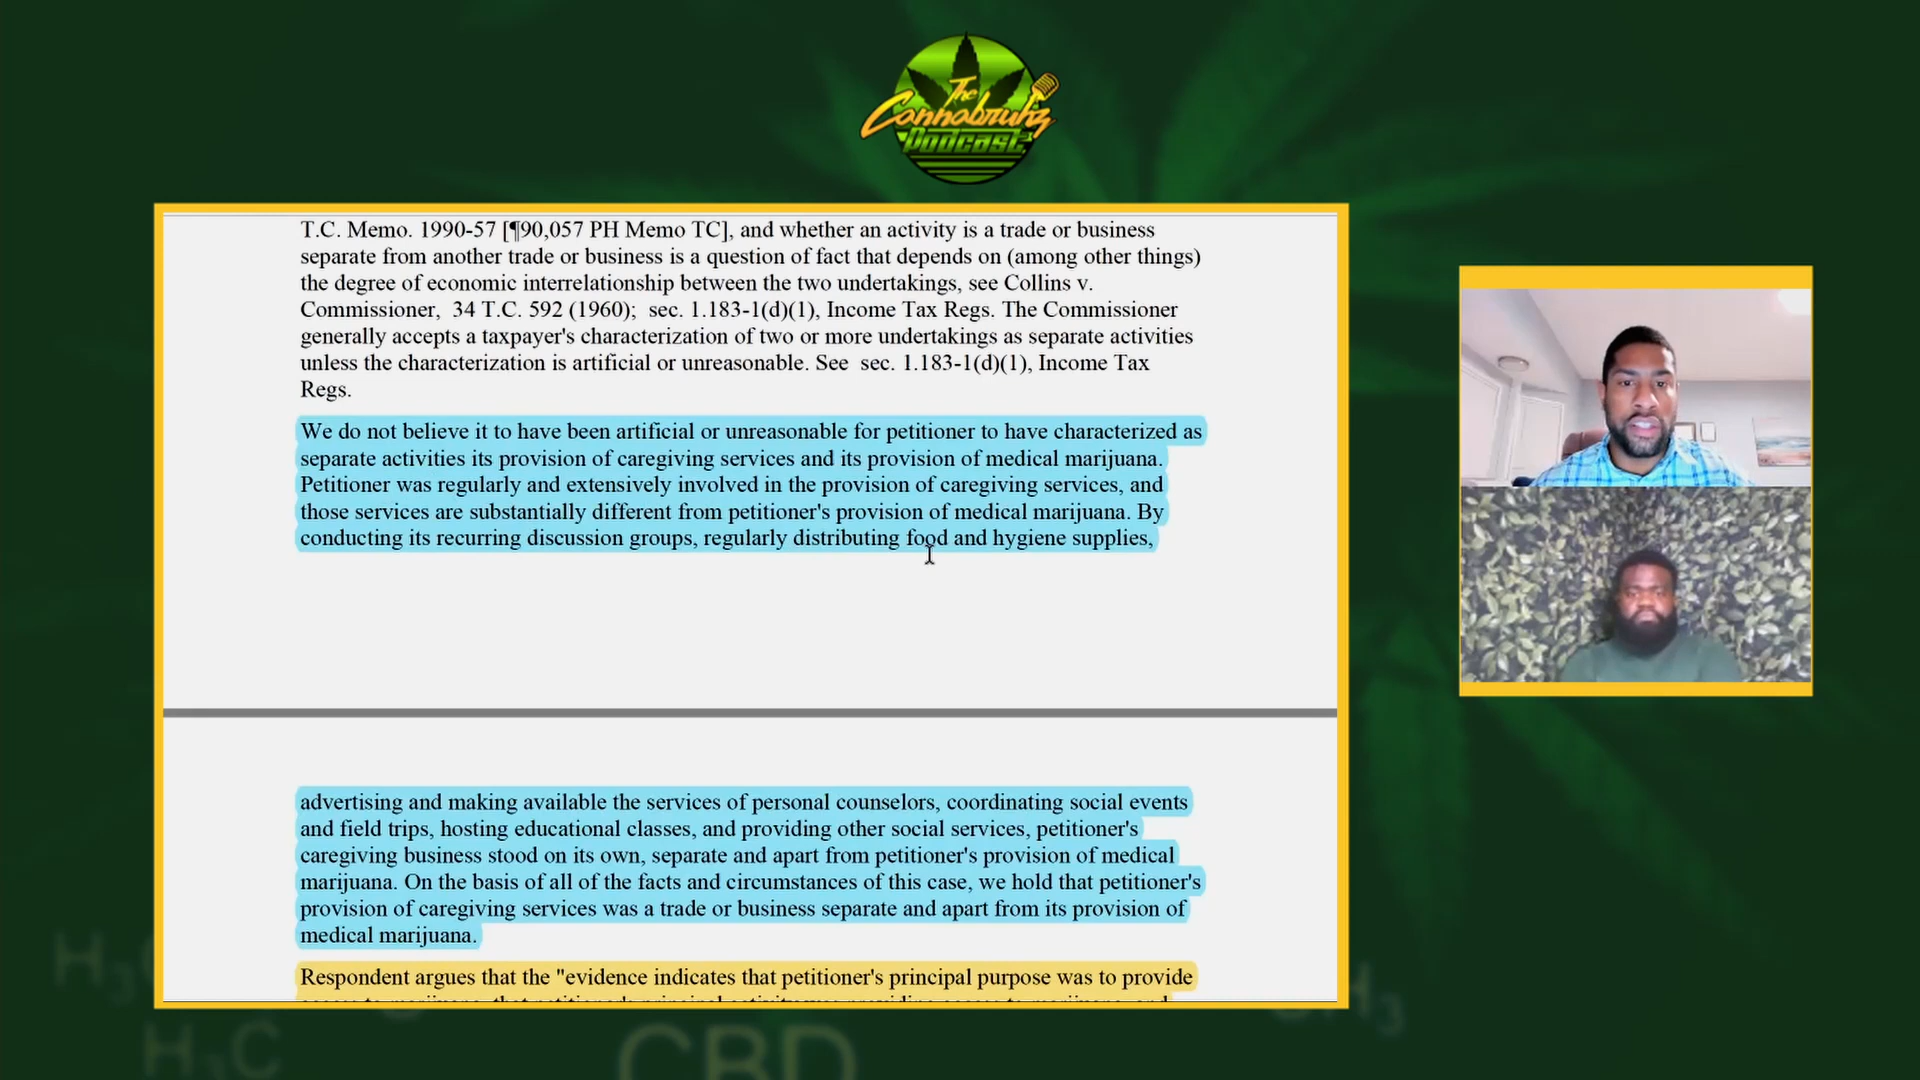 The
Cannabruhz
Podcast
T.C. Memo. 1990-57 [¶90,057 PH Memo TC], and whether an activity is a trade or business
separate from another trade or business is a question of fact that depends on (among other things)
the degree of economic interrelationship between the two undertakings, see Collins v.
Commissioner, 34 T.C. 592 (1960); sec. 1.183-1(d)(1), Income Tax Regs. The Commissioner
generally accepts a taxpayer's characterization of two or more undertakings as separate activities
unless the characterization is artificial or unreasonable. See sec. 1.183-1(d)(1), Income Tax
Regs.
We do not believe it to have been artificial or unreasonable for petitioner to have characterized as
separate activities its provision of caregiving services and its provision of medical marijuana.
Petitioner was regularly and extensively involved in the provision of caregiving services, and
those services are substantially different from petitioner's provision of medical marijuana. By
conducting its recurring discussion groups, regularly distributing food and hygiene supplies,
advertising and making available the services of personal counselors, coordinating social events
and field trips, hosting educational classes, and providing other social services, petitioner's
caregiving business stood on its own, separate and apart from petitioner's provision of medical
marijuana. On the basis of all of the facts and circumstances of this case, we hold that petitioner's
provision of caregiving services was a trade or business separate and apart from its provision of
medical marijuana.
Respondent argues that the "evidence indicates that petitioner's principal purpose was to provide
H₃C
H₃C
CBD